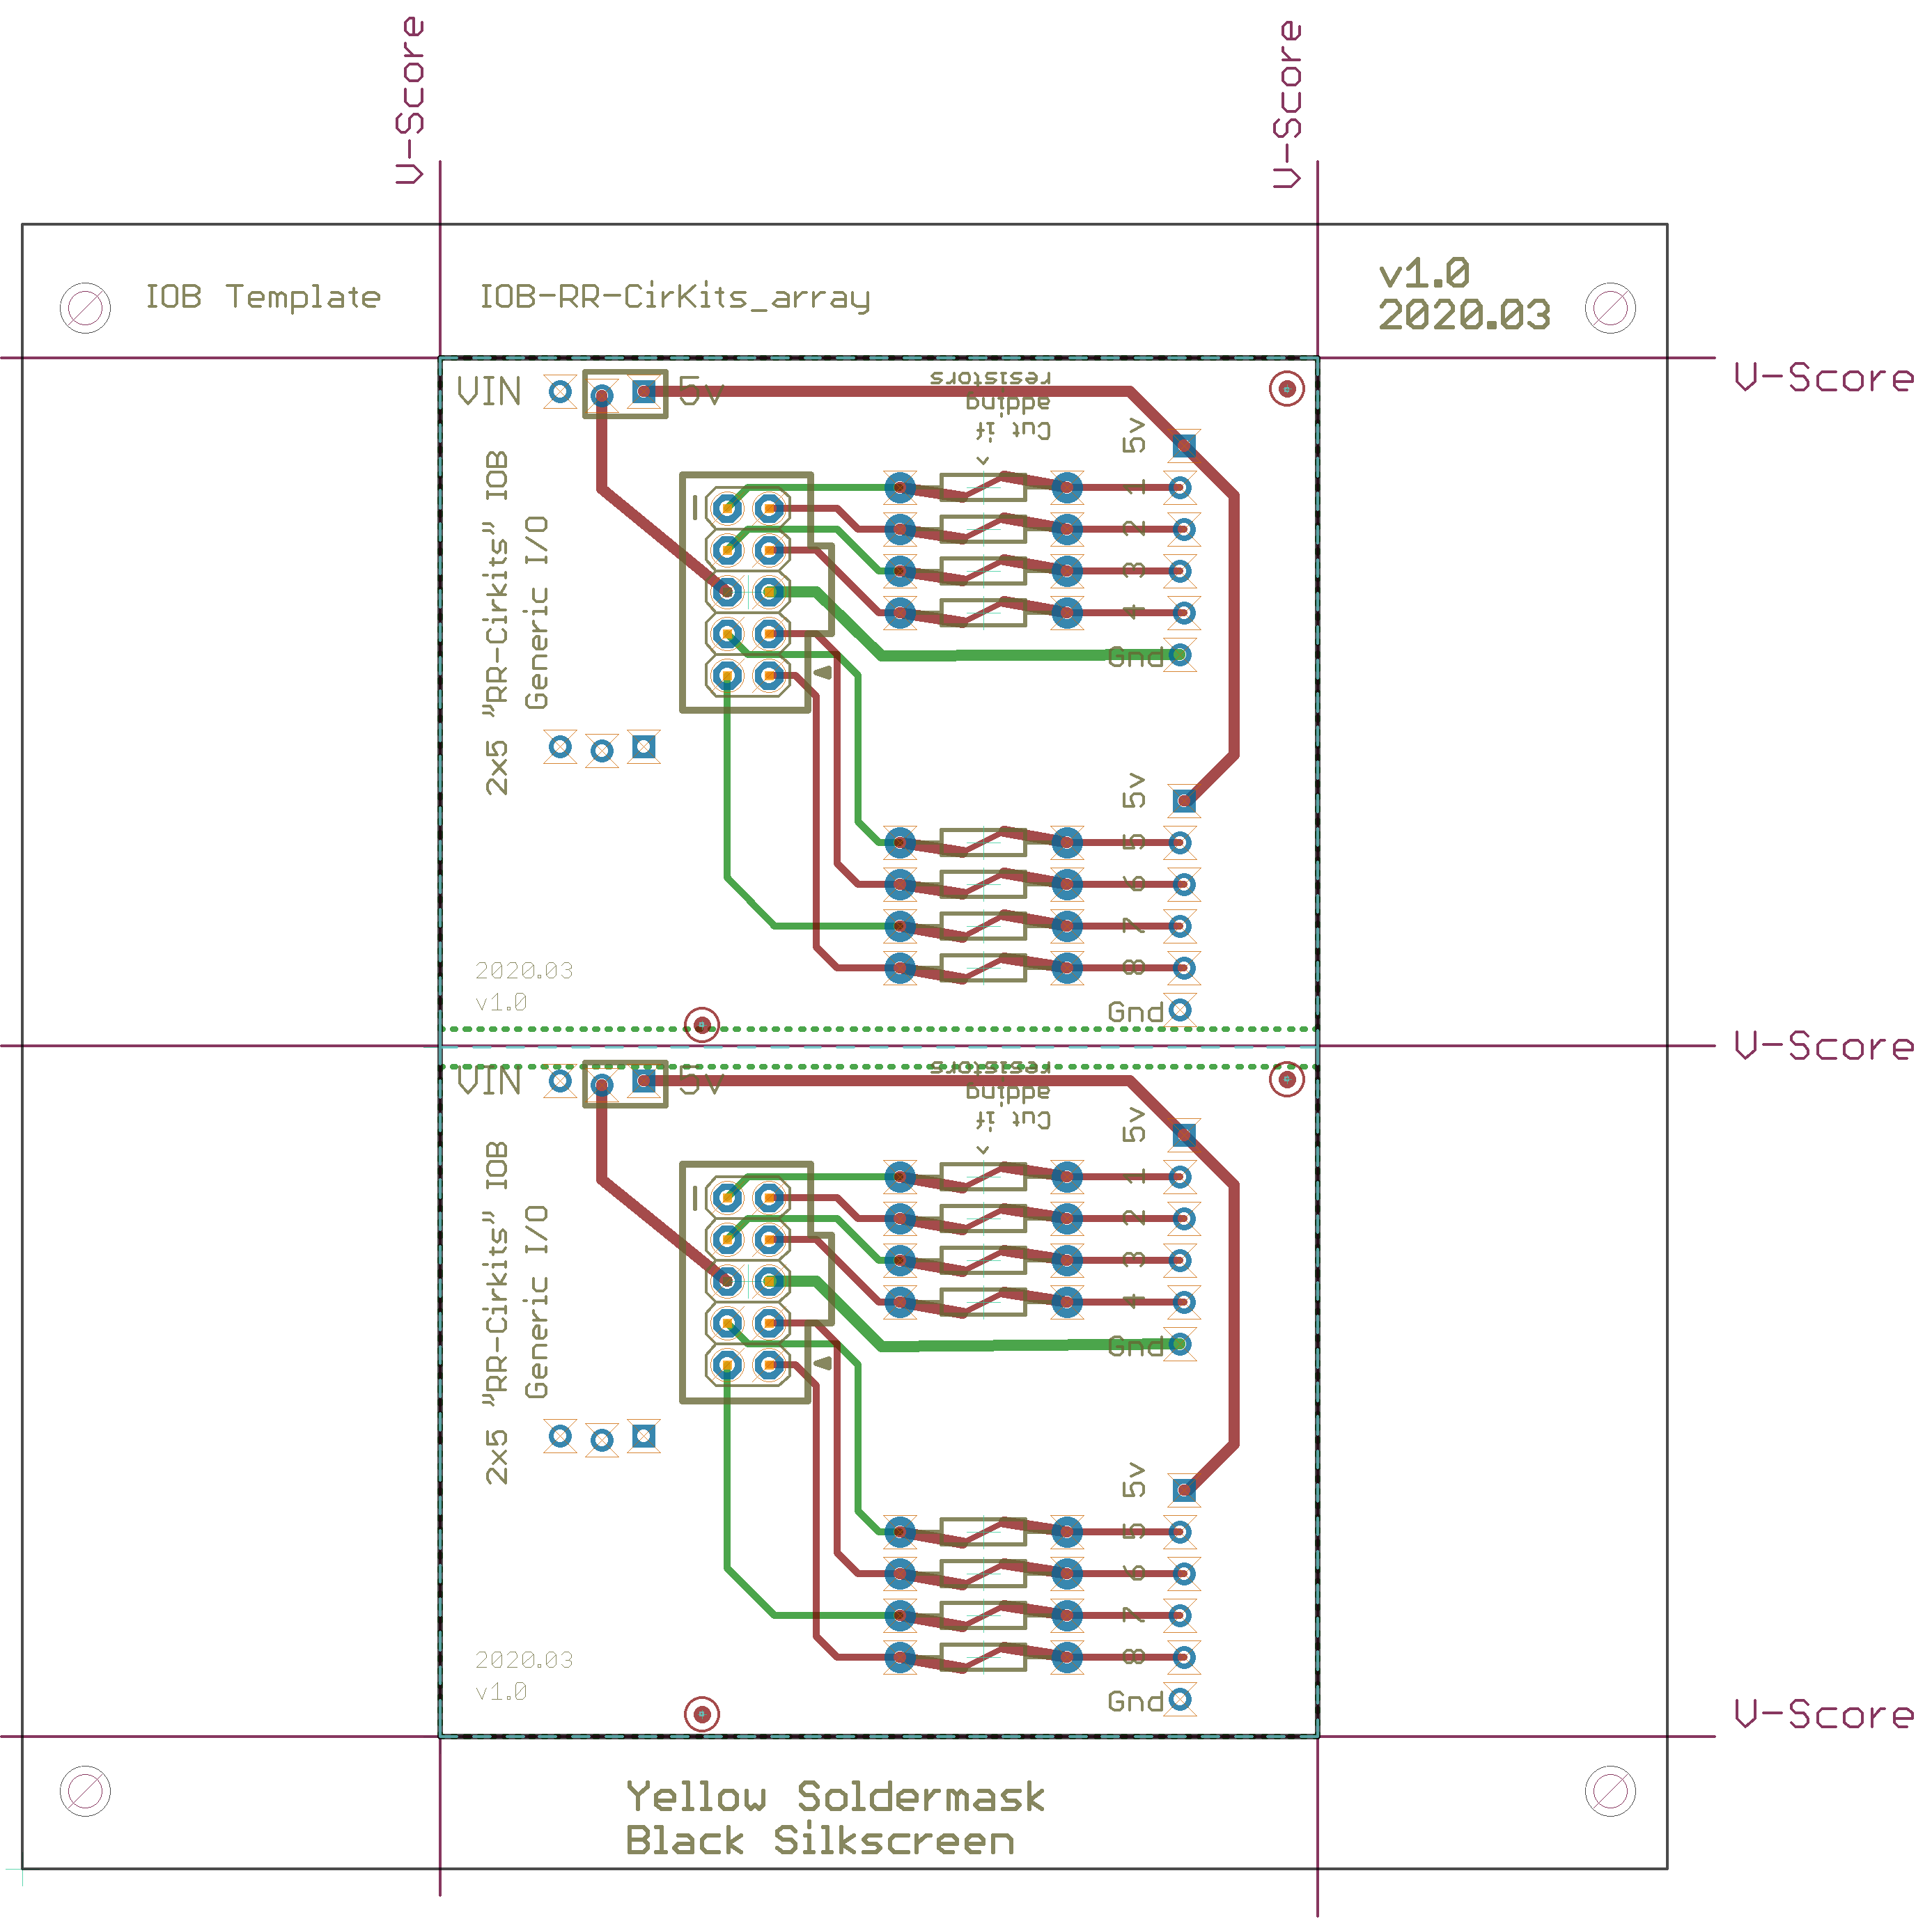 V-Score
V-Score
IOB Template
IOB-RR-CirKits_array
v1.0
2020.03
V-Score
VIN
5v
Cut if
adding
resistors
v
2x5 "RR-Cirkits" IOB
Generic I/O
5v
1
2
3
4
Gnd
5v
5
6
7
8
Gnd
2020.03
v1.0
V-Score
VIN
5v
Cut if
adding
resistors
v
2x5 "RR-Cirkits" IOB
Generic I/O
5v
1
2
3
4
Gnd
5v
5
6
7
8
Gnd
2020.03
v1.0
V-Score
Yellow Soldermask
Black Silkscreen